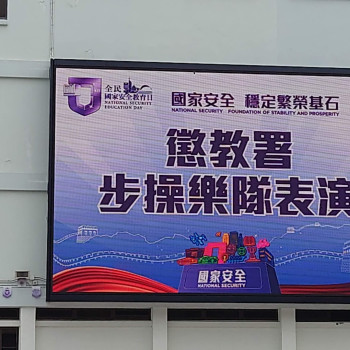 全民
國家安全教育日
NATIONAL SECURITY
EDUCATION DAY
國家安全 穩定繁榮基石
NATIONAL SECURITY FOUNDATION OF STABILITY AND PROSPERITY
懲教署
步操樂隊表演
國家安全
NATIONAL SECURITY